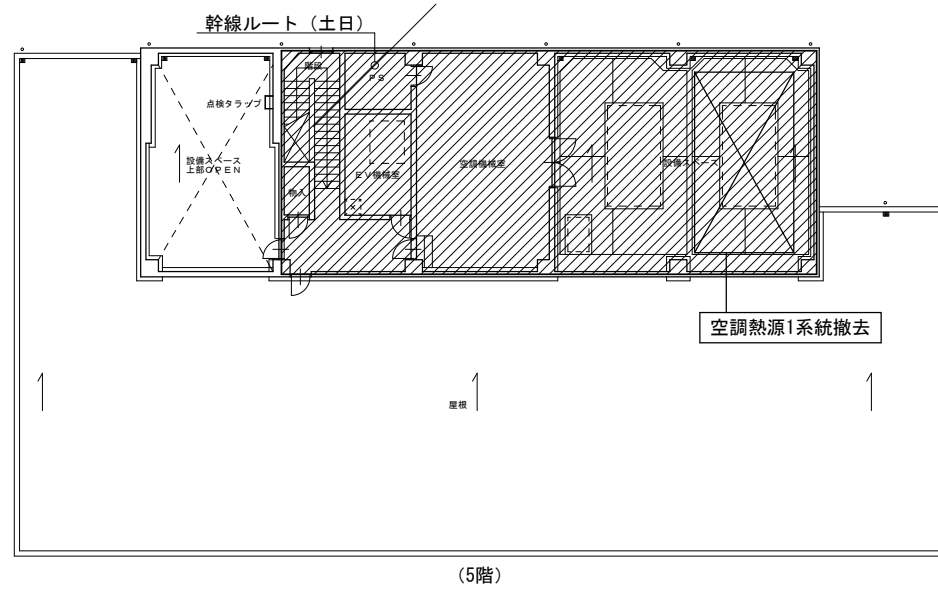 幹線ルート（土日）
階段
PS
点検タラップ
設備スペース
上部OPEN
EV機械室
空調機械室
設備スペース
物入
空調熱源1系統撤去
屋根
（5階）